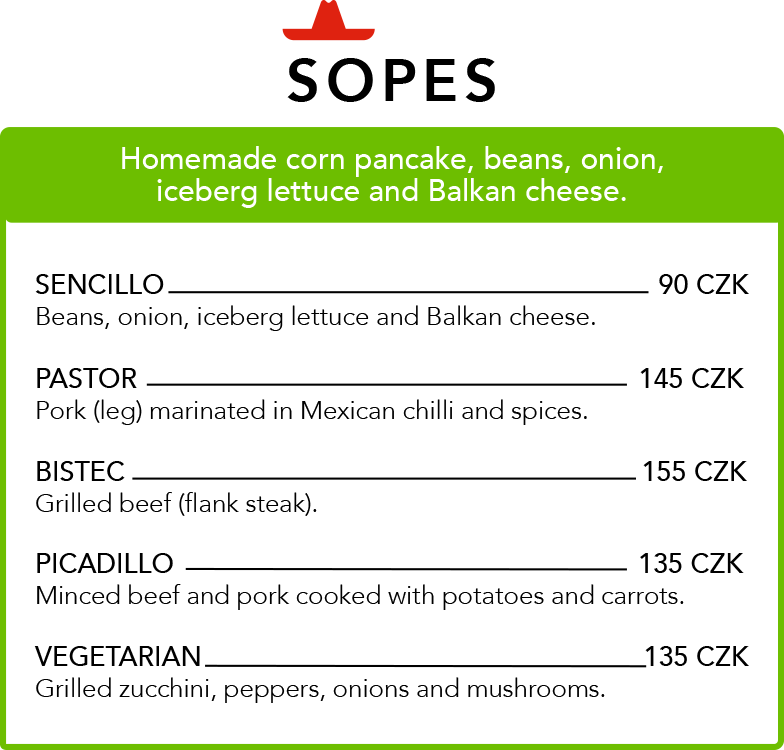 SOPES
Homemade corn pancake, beans, onion,
iceberg lettuce and Balkan cheese.
SENCILLO 90 CZK
Beans, onion, iceberg lettuce and Balkan cheese.
PASTOR 145 CZK
Pork (leg) marinated in Mexican chilli and spices.
BISTEC 155 CZK
Grilled beef (flank steak).
PICADILLO 135 CZK
Minced beef and pork cooked with potatoes and carrots.
VEGETARIAN 135 CZK
Grilled zucchini, peppers, onions and mushrooms.